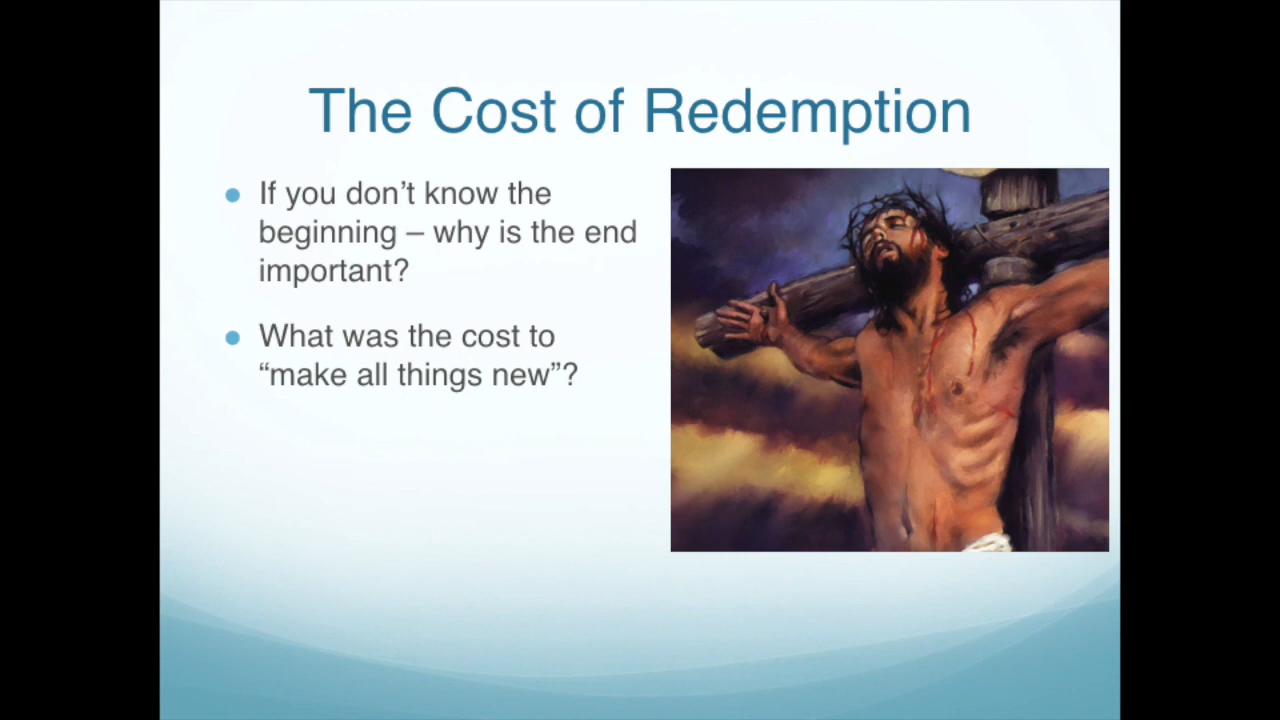 The Cost of Redemption
If you don’t know the
beginning – why is the end
important?
What was the cost to
“make all things new”?